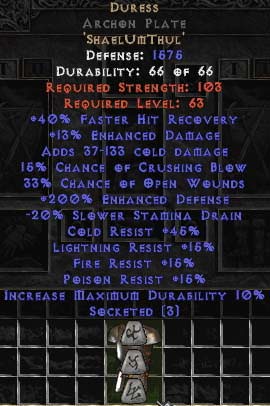 Duress
Archon Plate
'ShaelUmThul'
Defense: 1575
Durability: 66 of 66
Required Strength: 103
Required Level: 63
+40% Faster Hit Recovery
+13% Enhanced Damage
Adds 37-133 cold damage
15% Chance of Crushing Blow
33% Chance of Open Wounds
+200% Enhanced Defense
-20% Slower Stamina Drain
Cold Resist +45%
Lightning Resist +15%
Fire Resist +15%
Poison Resist +15%
Increase Maximum Durability 10%
Socketed (3)